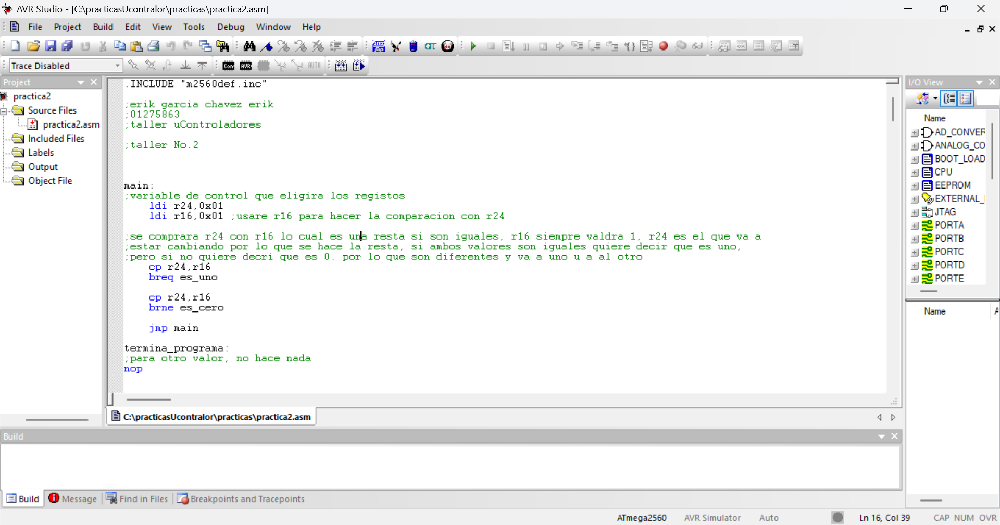 AVR Studio - [C:\practicasUcontralor\practicas\practica2.asm]
File Project Build Edit View Tools Debug Window Help
Trace Disabled
Con AVR AUTO
Project
practica2
Source Files
practica2.asm
Included Files
Labels
Output
Object File
.INCLUDE "m2560def.inc"
;erik garcia chavez erik
;01275863
;taller uControladores
;taller No.2
main:
;variable de control que eligira los registos
ldi r24,0x01
ldi r16,0x01 ;usare r16 para hacer la comparacion con r24
;se comprara r24 con r16 lo cual es una resta si son iguales, r16 siempre valdra 1, r24 es el que va a
;estar cambiando por lo que se hace la resta, si ambos valores son iguales quiere decir que es uno,
;pero si no quiere decri que es 0. por lo que son diferentes y va a uno u a al otro
cp r24,r16
breq es_uno
cp r24,r16
brne es_cero
jmp main
termina_programa:
;para otro valor, no hace nada
nop
C:\practicasUcontralor\practicas\practica2.asm
I/O View
Name
AD_CONVER
ANALOG_CO
BOOT_LOAD
CPU
EEPROM
EXTERNAL_
JTAG
PORTA
PORTB
PORTC
PORTD
PORTE
Name A
Build
Build Message Find in Files Breakpoints and Tracepoints
ATmega2560 AVR Simulator Auto Ln 16, Col 39 CAP NUM OVR